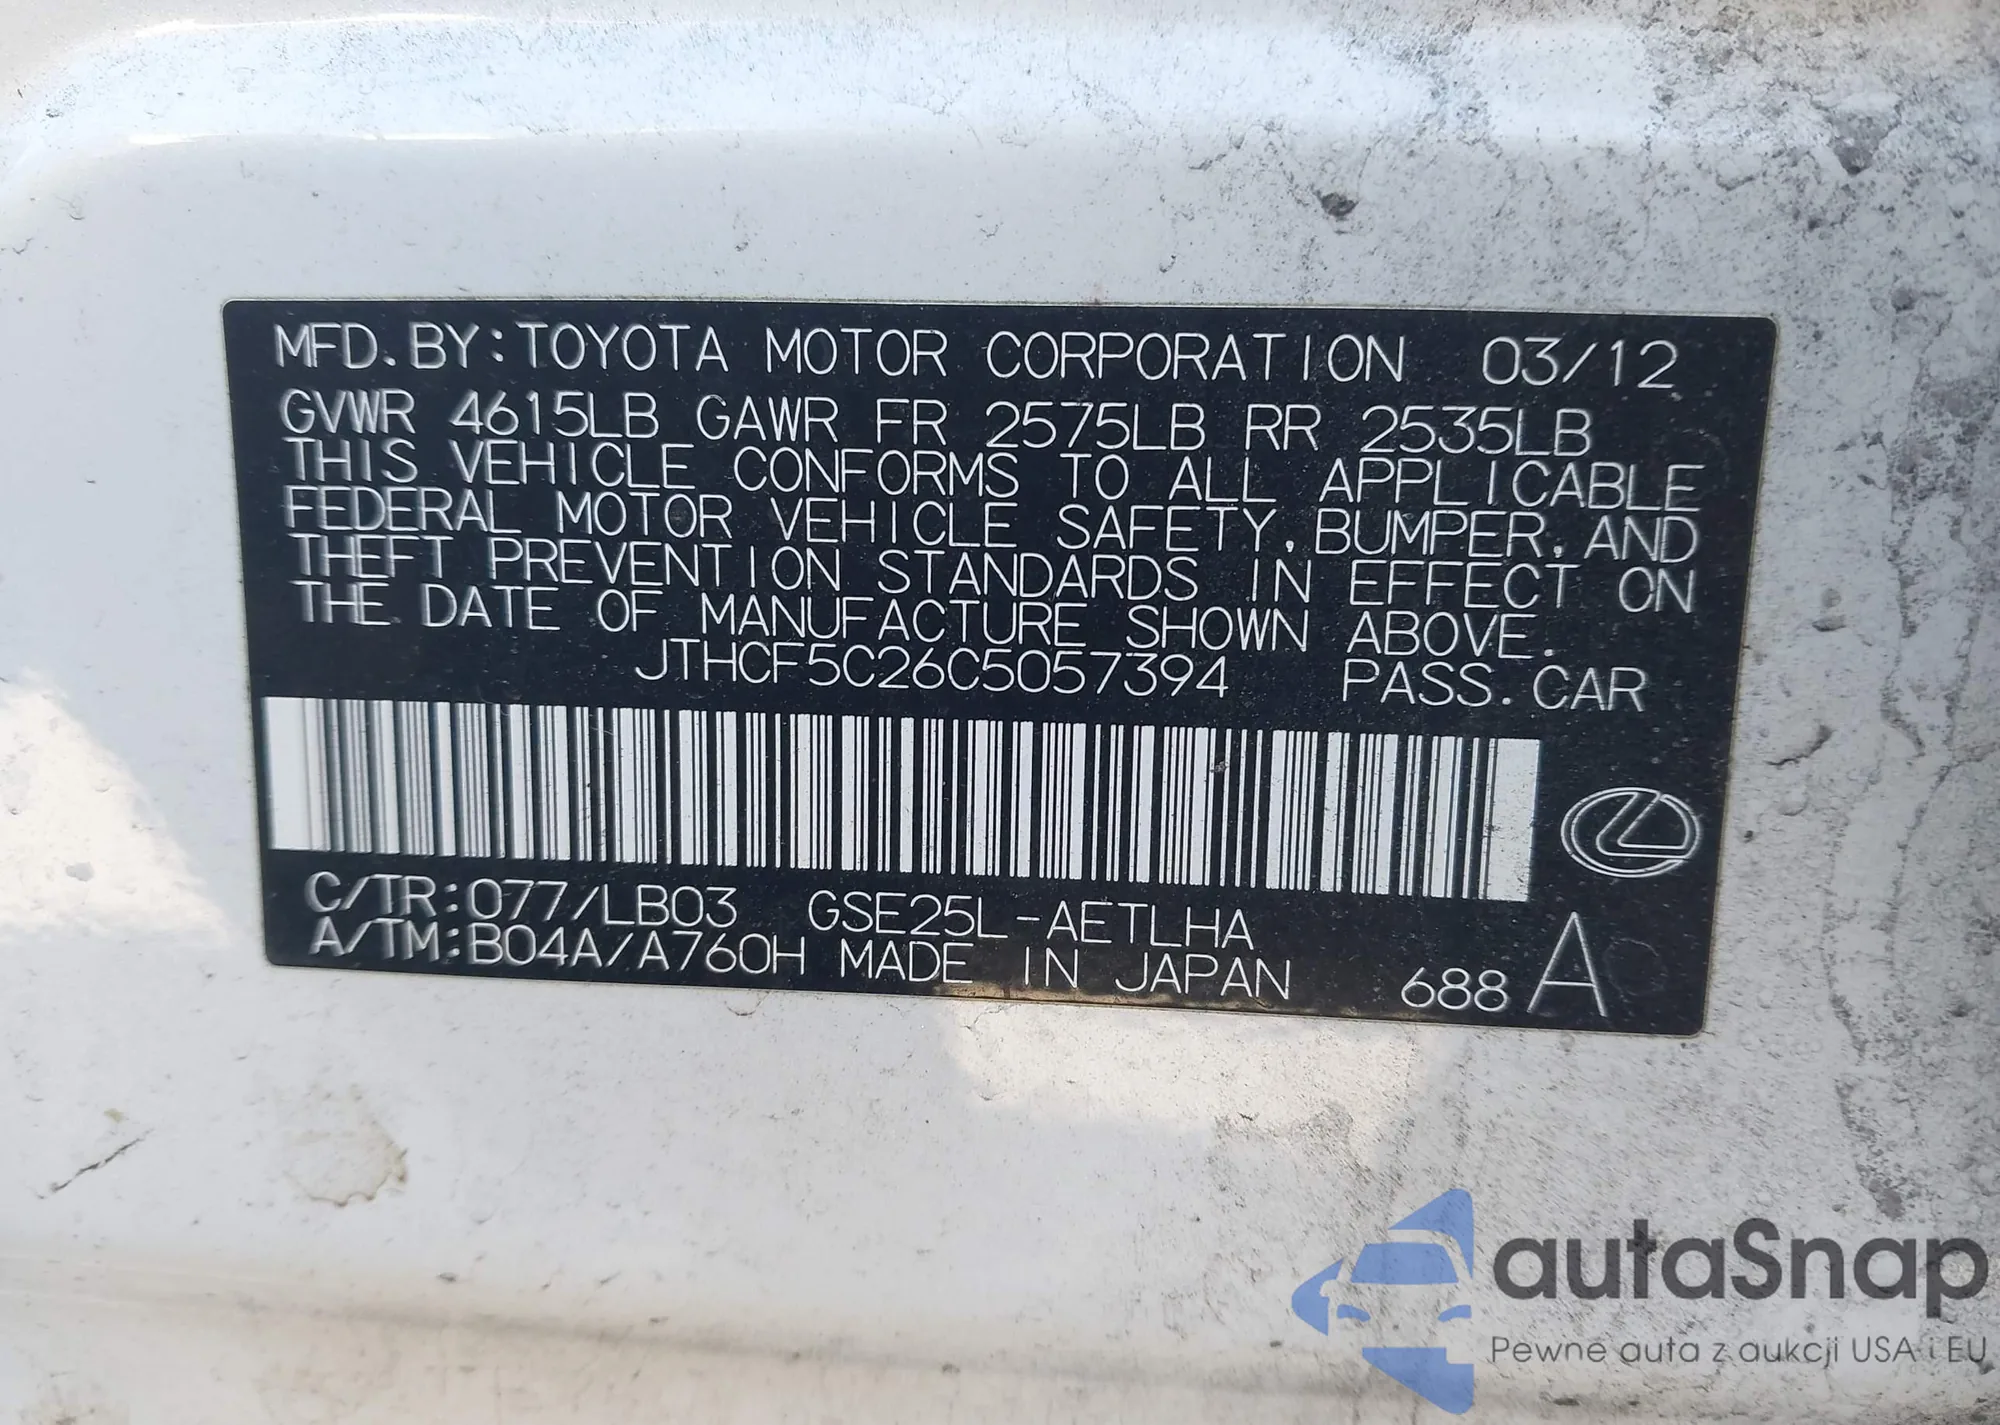 MFD.BY:TOYOTA MOTOR CORPORATION 03/12
GVWR 4615LB GAWR FR 2575LB RR 2535LB
THIS VEHICLE CONFORMS TO ALL APPLICABLE
FEDERAL MOTOR VEHICLE SAFETY, BUMPER, AND
THEFT PREVENTION STANDARDS IN EFFECT ON
THE DATE OF MANUFACTURE SHOWN ABOVE.
JTHCF5C26C5057394 PASS.CAR
C/TR:077/LB03 GSE25L-AETLHA
A/TM:B04A/A760H MADE IN JAPAN 688 A
autaSnap
Pewne auta z aukcji USA i EU